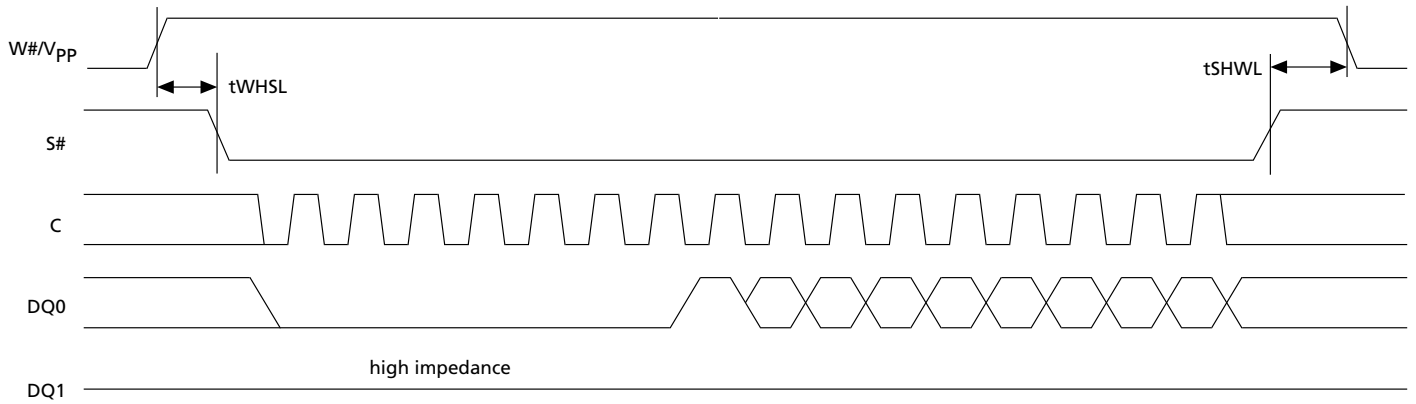 W#/VPP
tWHSL
tSHWL
S#
C
DQ0
high impedance
DQ1